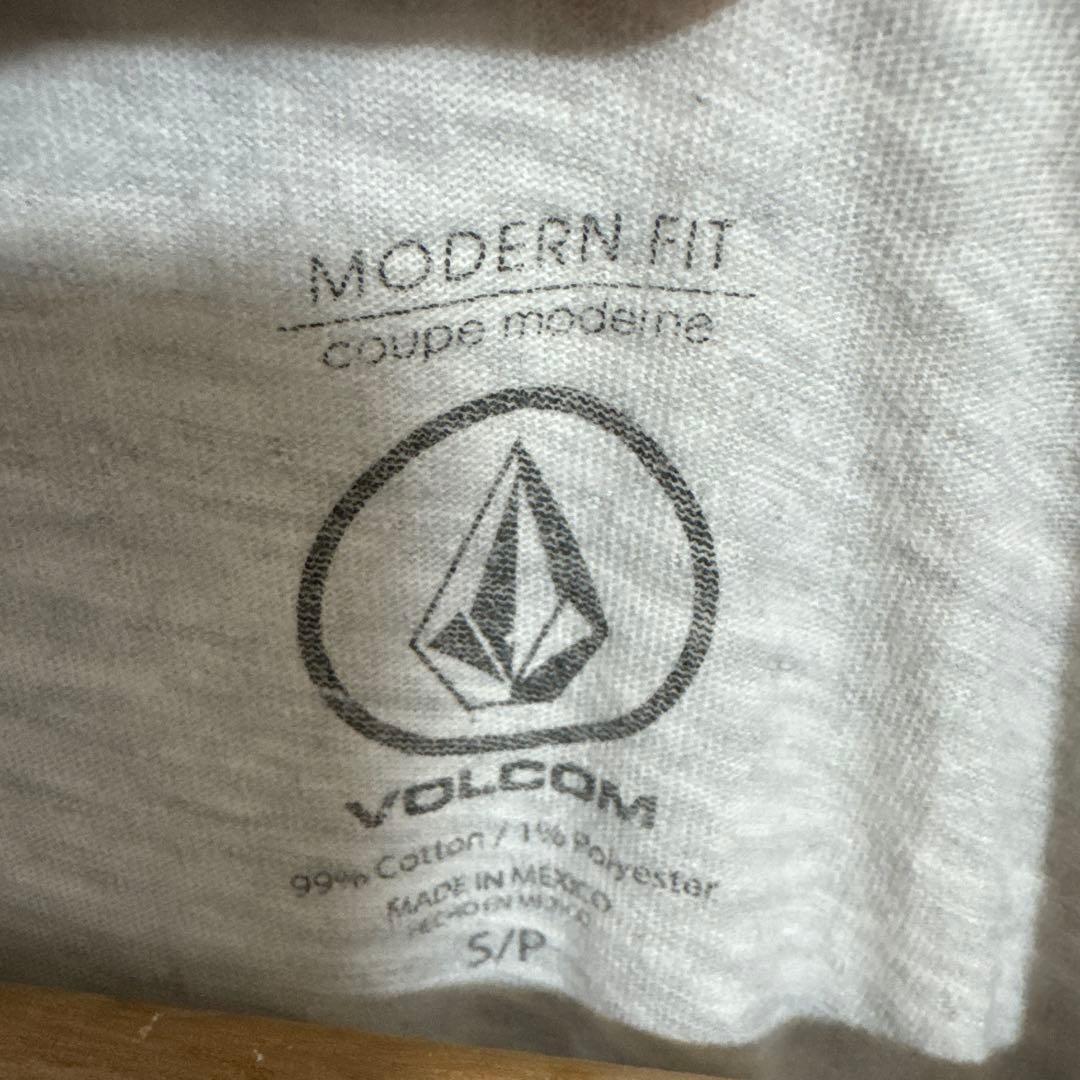 MODERN FIT
coupe moderne
VOLCOM
99% Cotton / 1% Polyester
MADE IN MEXICO
HECHO EN MEXICO
S/P